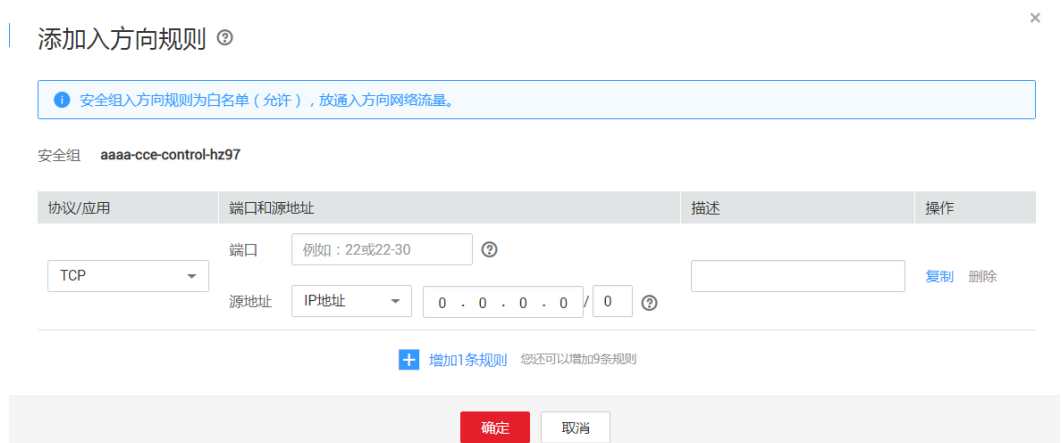 添加入方向规则 ?
×
i 安全组入方向规则为白名单（允许），放通入方向网络流量。
安全组 aaaa-cce-control-hz97
协议/应用 端口和源地址 描述 操作
端口 例如：22或22-30 ?
TCP 复制 删除
源地址 IP地址 0 . 0 . 0 . 0 / 0 ?
+ 增加1条规则 您还可以增加9条规则
确定 取消